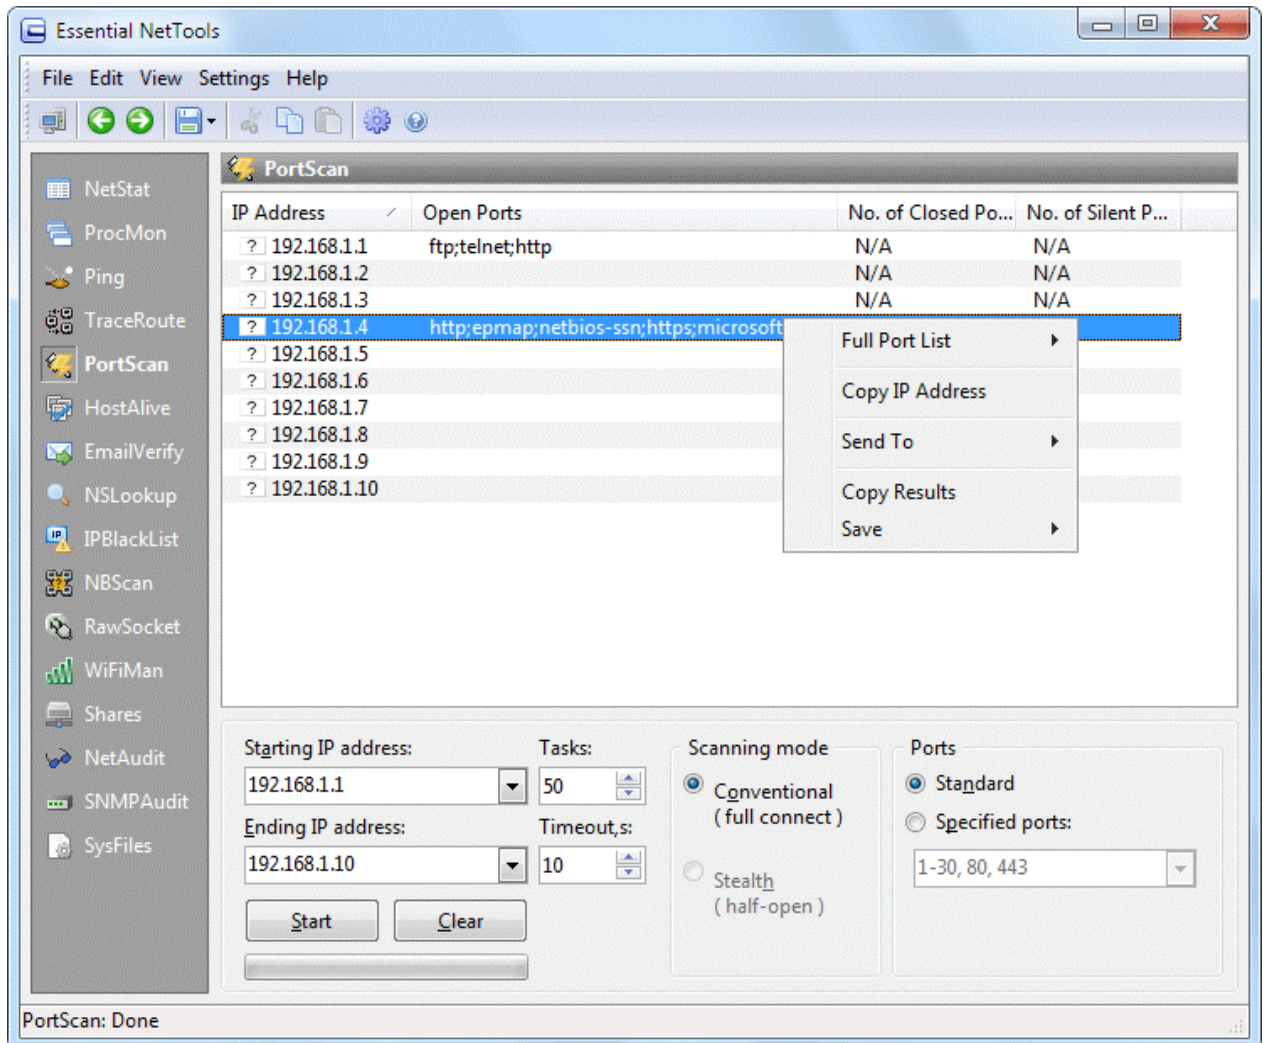 Essential NetTools
File Edit View Settings Help
PortScan
NetStat
ProcMon
Ping
TraceRoute
PortScan
HostAlive
EmailVerify
NSLookup
IPBlackList
NBScan
RawSocket
WiFiMan
Shares
NetAudit
SNMPAudit
SysFiles
IP Address Open Ports No. of Closed Po... No. of Silent P...
? 192.168.1.1 ftp;telnet;http N/A N/A
? 192.168.1.2 N/A N/A
? 192.168.1.3 N/A N/A
? 192.168.1.4 http;epmap;netbios-ssn;https;microsoft
? 192.168.1.5
? 192.168.1.6
? 192.168.1.7
? 192.168.1.8
? 192.168.1.9
? 192.168.1.10
Full Port List
Copy IP Address
Send To
Copy Results
Save
Starting IP address: Tasks:
192.168.1.1 50
Ending IP address: Timeout,s:
192.168.1.10 10
Start Clear
Scanning mode
Conventional
( full connect )
Stealth
( half-open )
Ports
Standard
Specified ports:
1-30, 80, 443
PortScan: Done